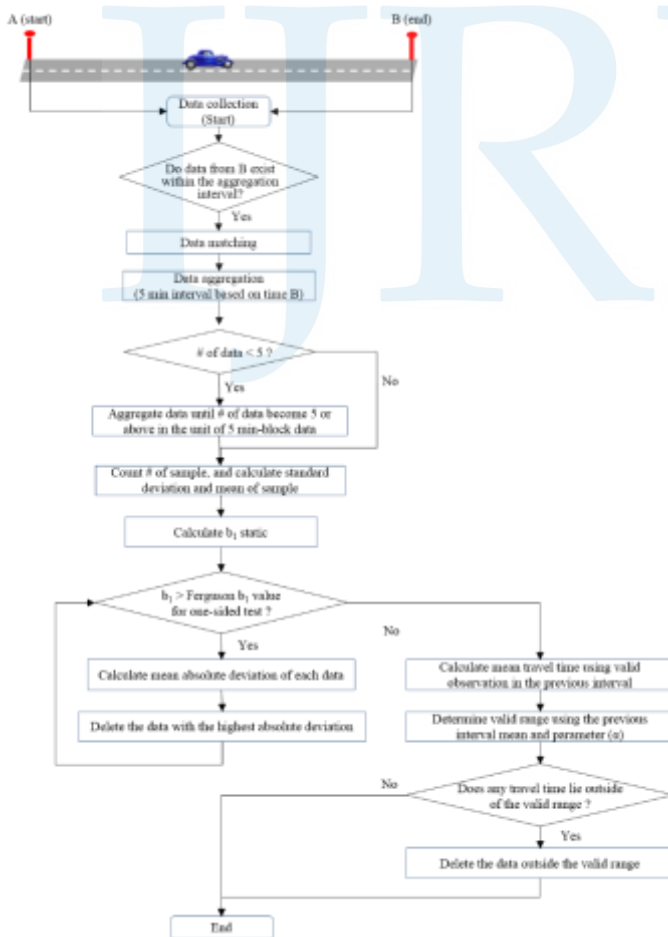 A (start)
B (end)
IJR
Data collection
(Start)
Do data from B exist
within the aggregation
interval?
Yes
Data matching
Data aggregation
(5 min interval based on time B)
# of data < 5 ?
No
Yes
Aggregate data until # of data become 5 or
above in the unit of 5 min-block data
Count # of sample, and calculate standard
deviation and mean of sample
Calculate b₁ static
b₁ > Ferguson b₁ value
for one-sided test ?
No
Yes
Calculate mean absolute deviation of each data
Delete the data with the highest absolute deviation
Calculate mean travel time using valid
observation in the previous interval
Determine valid range using the previous
interval mean and parameter (α)
No
Does any travel time lie outside
of the valid range ?
Yes
Delete the data outside the valid range
End